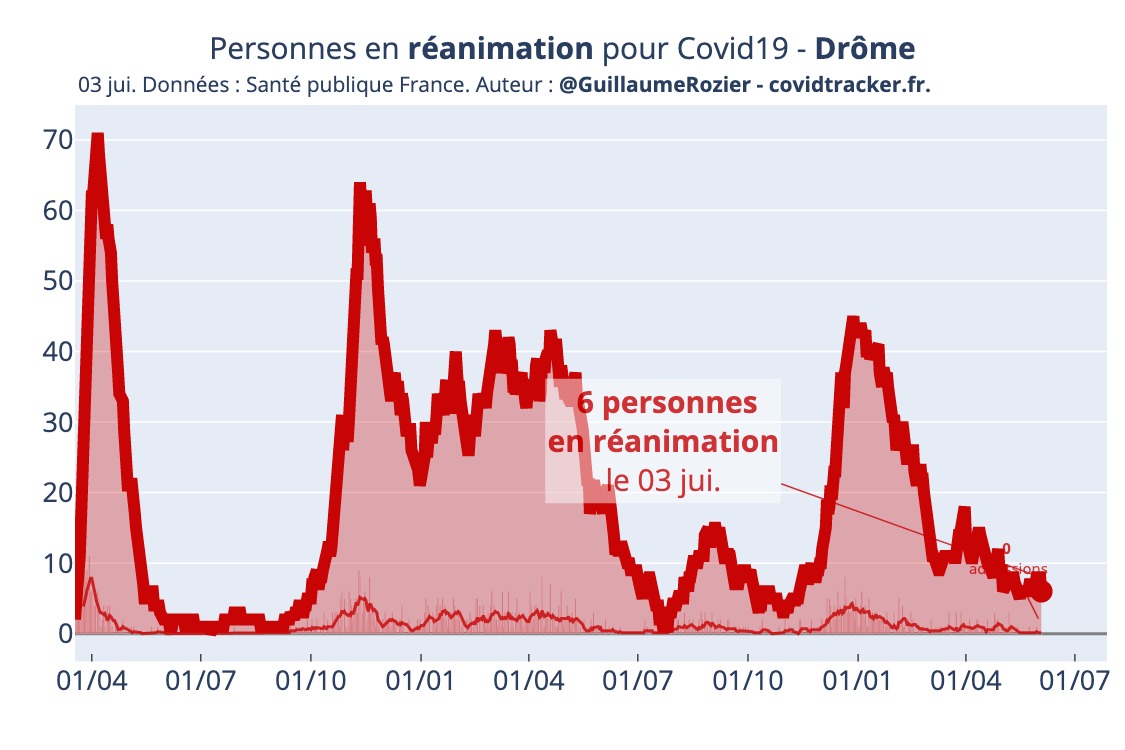 Personnes en réanimation pour Covid19 - Drôme
03 jui. Données : Santé publique France. Auteur : @GuillaumeRozier - covidtracker.fr.
70
60
50
40
30
20
10
0
6 personnes
en réanimation
le 03 jui.
0
admissions
01/04 01/07 01/10 01/01 01/04 01/07 01/10 01/01 01/04 01/07